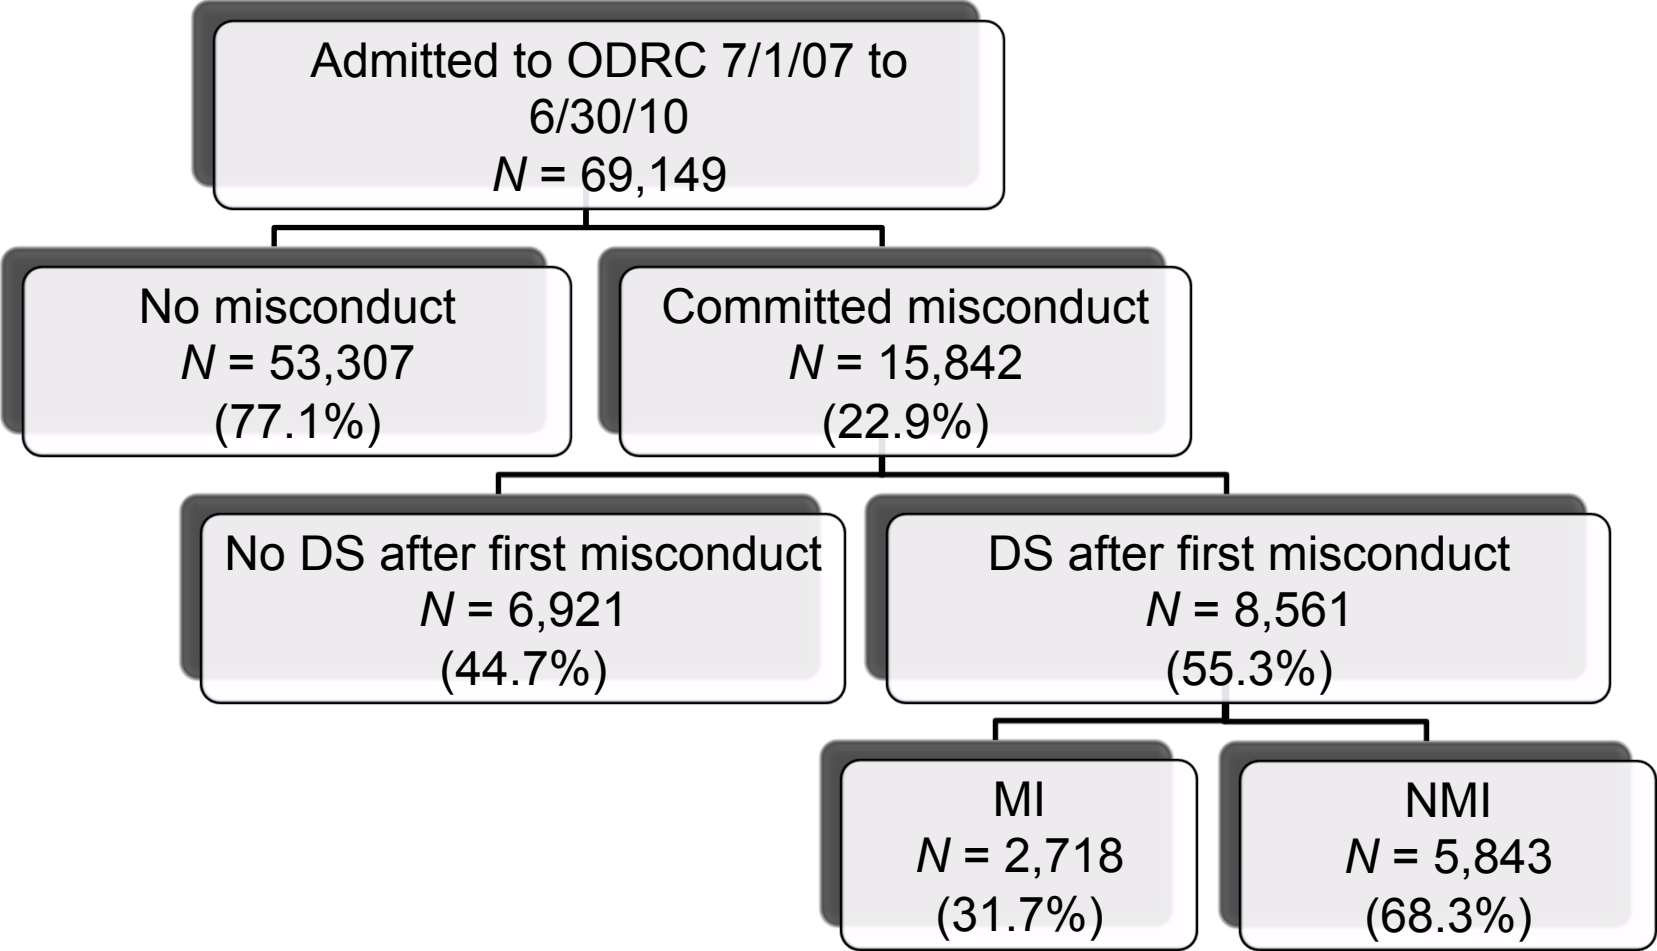 Admitted to ODRC 7/1/07 to
6/30/10
N = 69,149
No misconduct
N = 53,307
(77.1%)
Committed misconduct
N = 15,842
(22.9%)
No DS after first misconduct
N = 6,921
(44.7%)
DS after first misconduct
N = 8,561
(55.3%)
MI
N = 2,718
(31.7%)
NMI
N = 5,843
(68.3%)